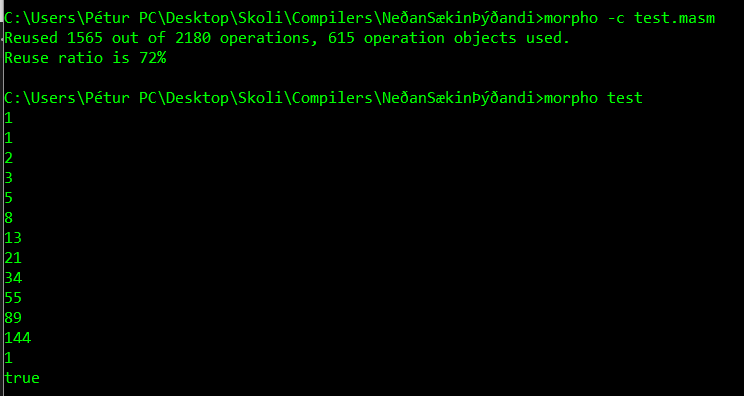 C:\Users\Pétur PC\Desktop\Skoli\Compilers\NeðanSækinÞýðandi>morpho -c test.masm
Reused 1565 out of 2180 operations, 615 operation objects used.
Reuse ratio is 72%
C:\Users\Pétur PC\Desktop\Skoli\Compilers\NeðanSækinÞýðandi>morpho test
1
1
2
3
5
8
13
21
34
55
89
144
1
true